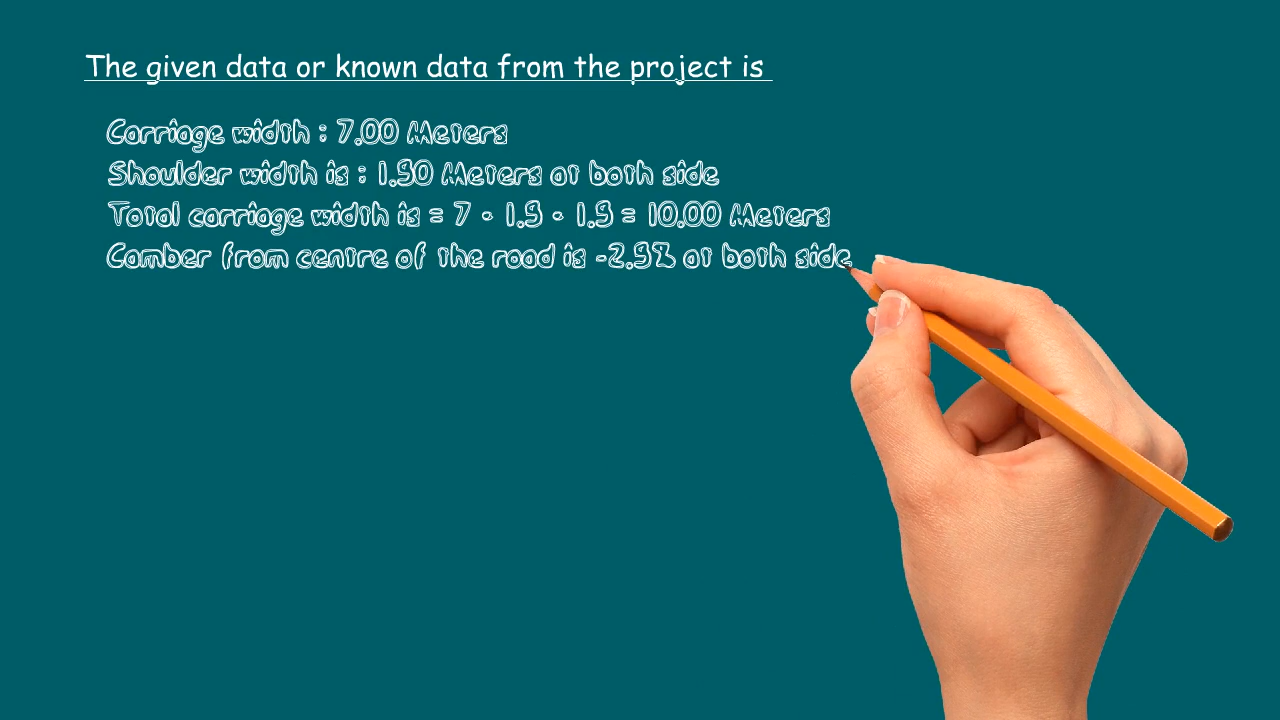 The given data or known data from the project is
Carriage width : 7.00 Meters
Shoulder width is : 1.50 Meters at both side
Total carriage width is = 7 + 1.5 + 1.5 = 10.00 Meters
Camber from centre of the road is -2.5% at both side